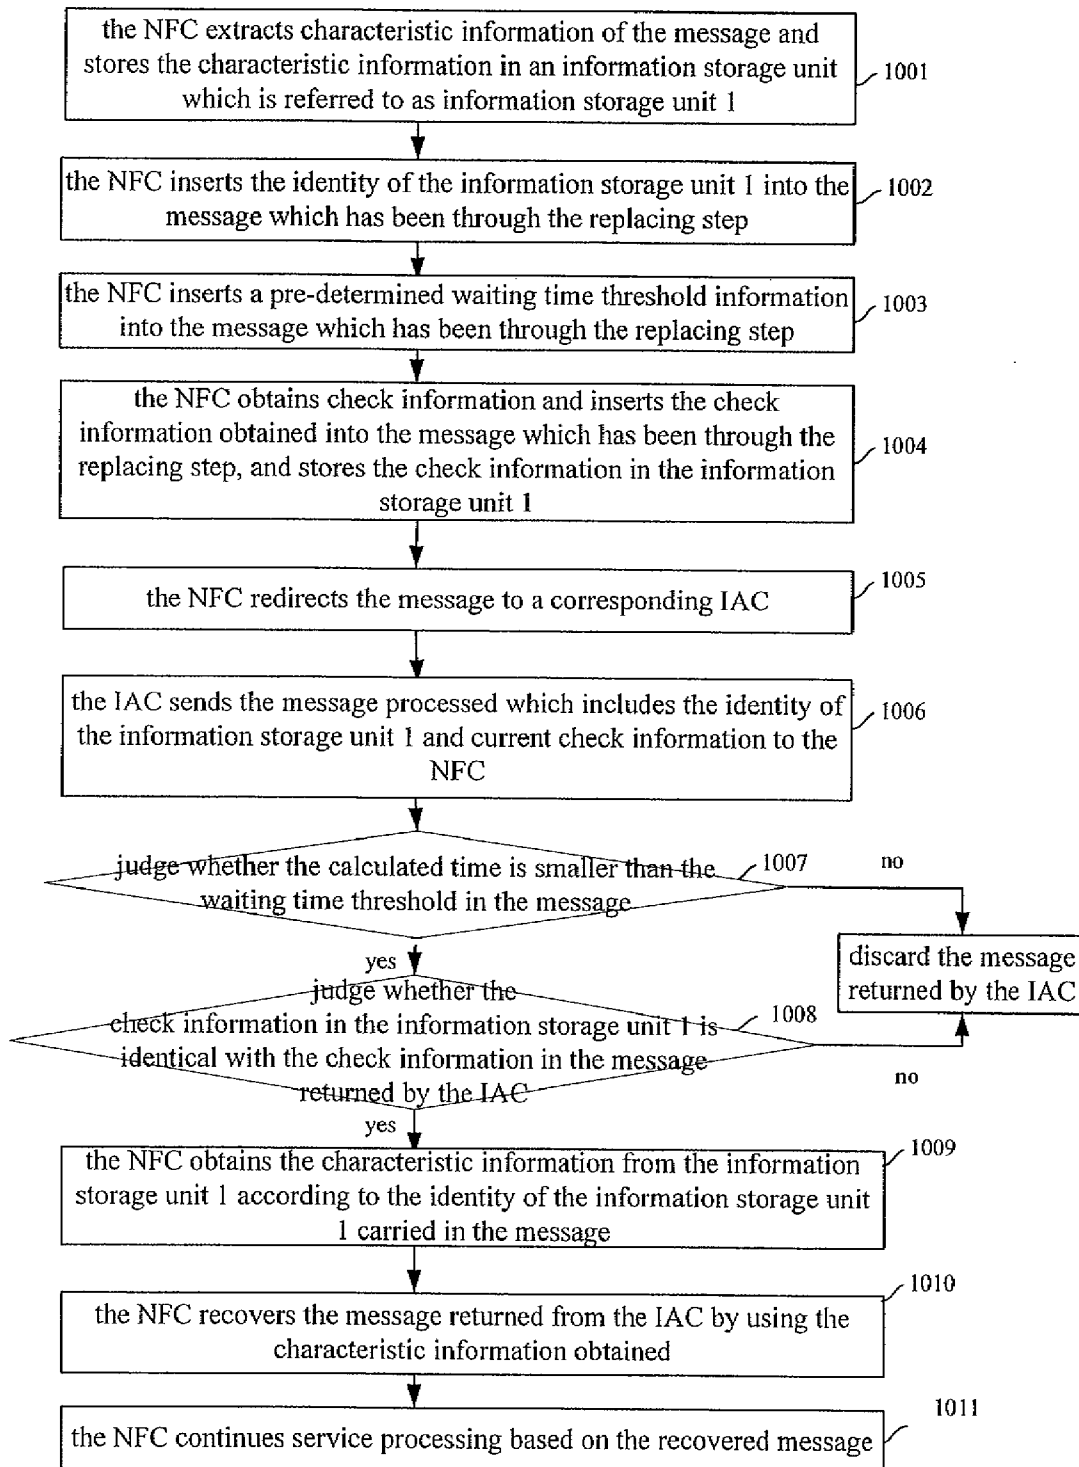 the NFC extracts characteristic information of the message and
stores the characteristic information in an information storage unit
which is referred to as information storage unit 1
1001
the NFC inserts the identity of the information storage unit 1 into the
message which has been through the replacing step
1002
the NFC inserts a pre-determined waiting time threshold information
into the message which has been through the replacing step
1003
the NFC obtains check information and inserts the check
information obtained into the message which has been through the
replacing step, and stores the check information in the information
storage unit 1
1004
the NFC redirects the message to a corresponding IAC
1005
the IAC sends the message processed which includes the identity of
the information storage unit 1 and current check information to the
NFC
1006
judge whether the calculated time is smaller than the
waiting time threshold in the message
1007
no
yes
discard the message
returned by the IAC
judge whether the
check information in the information storage unit 1 is
identical with the check information in the message
returned by the IAC
1008
no
yes
the NFC obtains the characteristic information from the information
storage unit 1 according to the identity of the information storage unit
1 carried in the message
1009
the NFC recovers the message returned from the IAC by using the
characteristic information obtained
1010
the NFC continues service processing based on the recovered message
1011